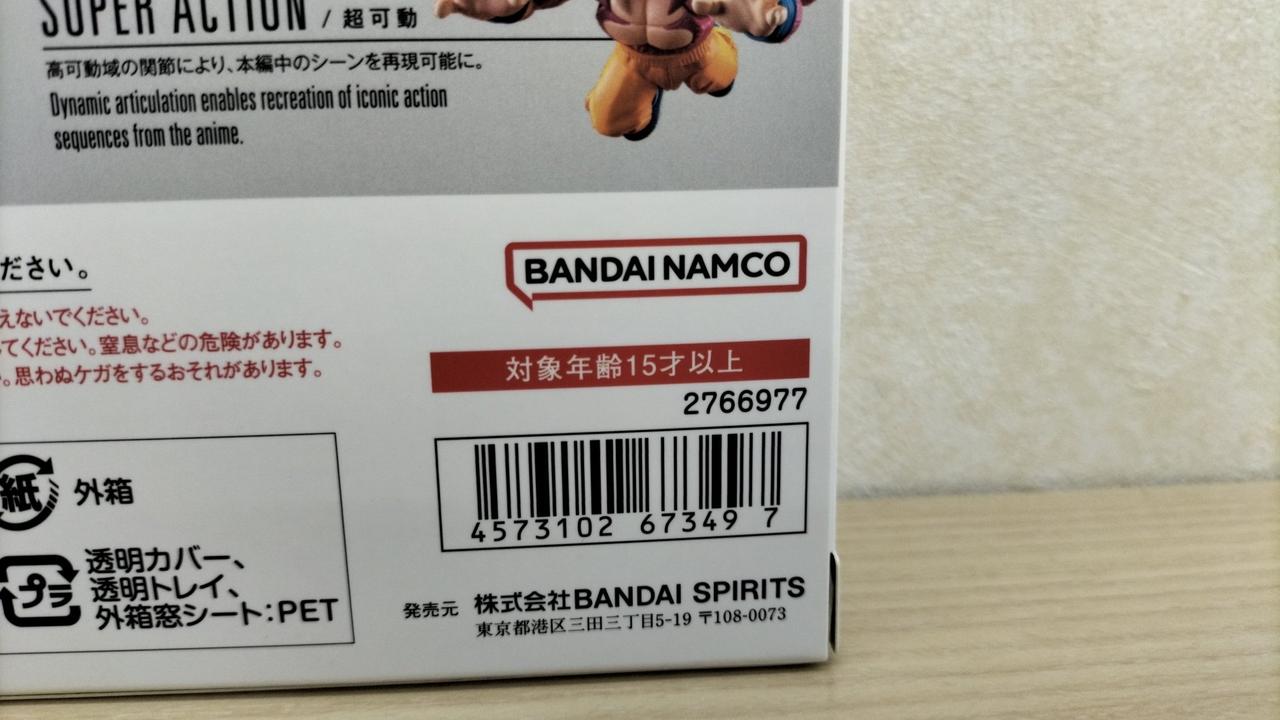 SUPER ACTION / 超可動
高可動域の関節により、本編中のシーンを再現可能に。
Dynamic articulation enables recreation of iconic action
sequences from the anime.
ださい。
えないでください。
てください。窒息などの危険があります。
。思わぬケガをするおそれがあります。
BANDAI NAMCO
対象年齢15才以上
2766977
4573102 67349 7
紙 外箱
プラ 透明カバー、
透明トレイ、
外箱窓シート:PET
発売元 株式会社BANDAI SPIRITS
東京都港区三田三丁目5-19 〒108-0073